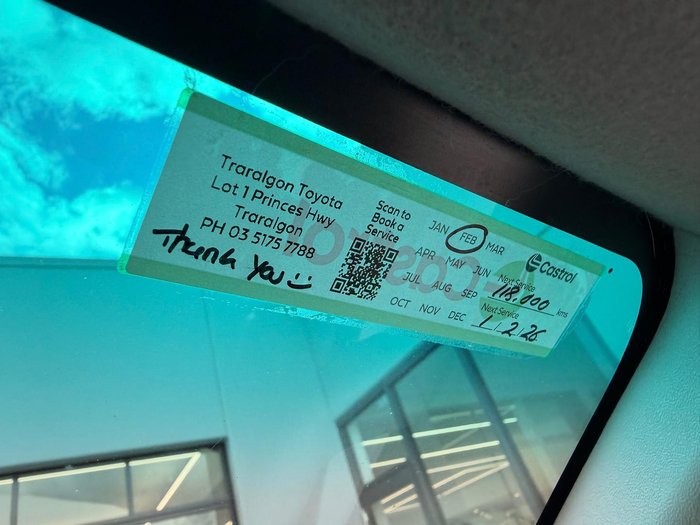 Traralgon Toyota
Lot 1 Princes Hwy
Traralgon
PH 03 5175 7788
Thank You :)
Scan to
Book a
Service
JAN FEB MAR
APR MAY JUN
JUL AUG SEP
OCT NOV DEC
Castrol
Next Service
118,000 kms
Next Service
1/2/26
Castrol